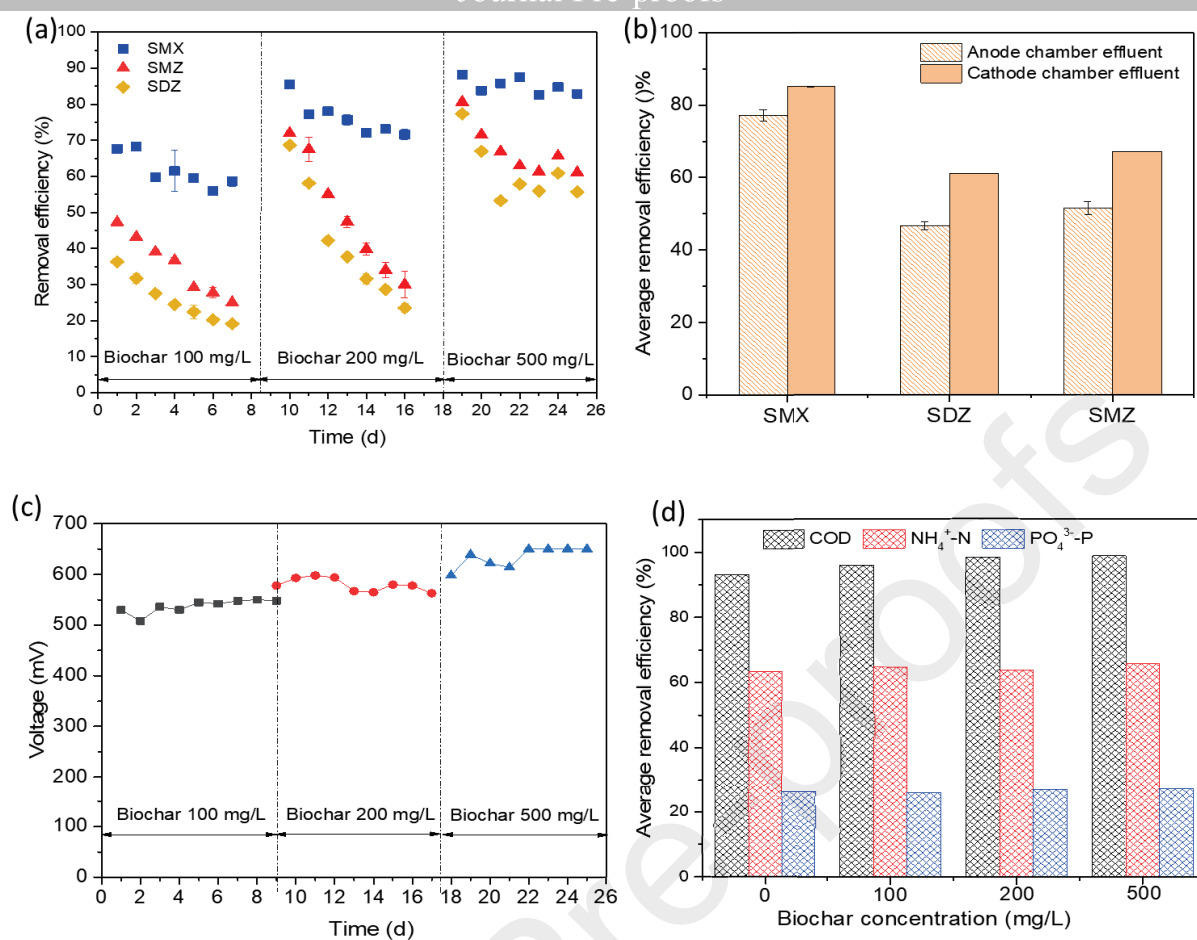 Journal Pre-proofs
(a)
SMX
SMZ
SDZ
Removal efficiency (%)
100
90
80
70
60
50
40
30
20
10
0
Biochar 100 mg/L
Biochar 200 mg/L
Biochar 500 mg/L
0 2 4 6 8 10 12 14 16 18 20 22 24 26
Time (d)
(b)
Anode chamber effluent
Cathode chamber effluent
Average removal efficiency ()%
100
80
60
40
20
0
SMX SDZ SMZ
(c)
Voltage (mV)
700
600
500
400
300
200
100
0
Biochar 100 mg/L
Biochar 200 mg/L
Biochar 500 mg/L
0 2 4 6 8 10 12 14 16 18 20 22 24 26
Time (d)
(d)
COD NH₄⁺-N PO₄³⁻-P
Average removal efficiency (%)
100
80
60
40
20
0
0 100 200 500
Biochar concentration (mg/L)
re-proofs